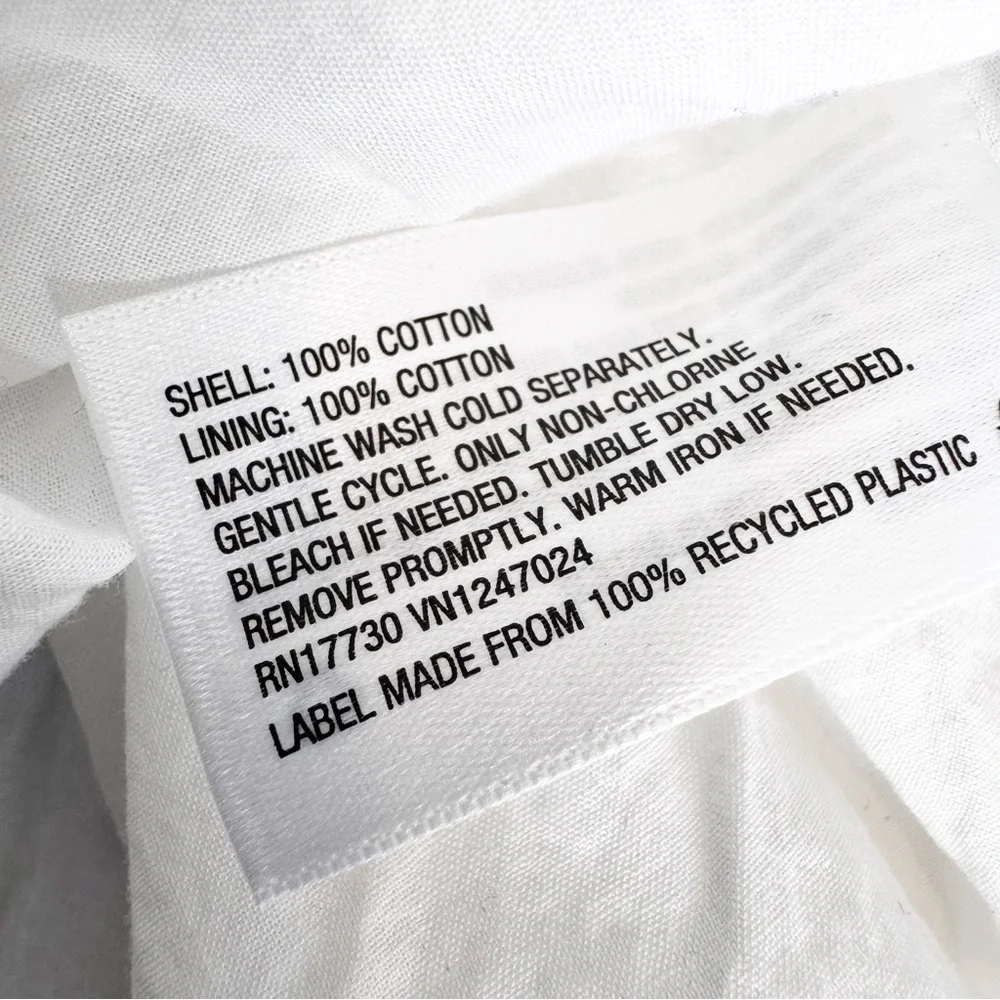 SHELL: 100% COTTON
LINING: 100% COTTON
MACHINE WASH COLD SEPARATELY.
GENTLE CYCLE. ONLY NON-CHLORINE
BLEACH IF NEEDED. TUMBLE DRY LOW.
REMOVE PROMPTLY. WARM IRON IF NEEDED.
RN17730 VN1247024
LABEL MADE FROM 100% RECYCLED PLASTIC